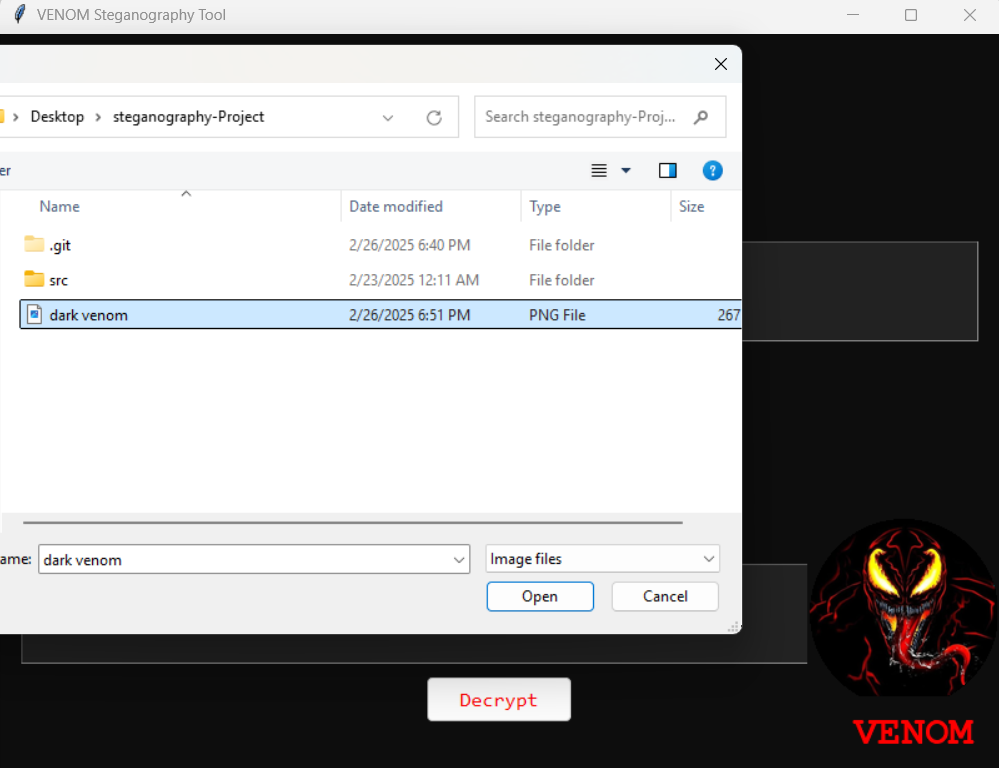 VENOM Steganography Tool
Desktop steganography-Project
Search steganography-Proj...
er
?
Name Date modified Type Size
.git 2/26/2025 6:40 PM File folder
src 2/23/2025 12:11 AM File folder
dark venom 2/26/2025 6:51 PM PNG File 267
ame: dark venom
Image files
Open Cancel
Decrypt
VENOM